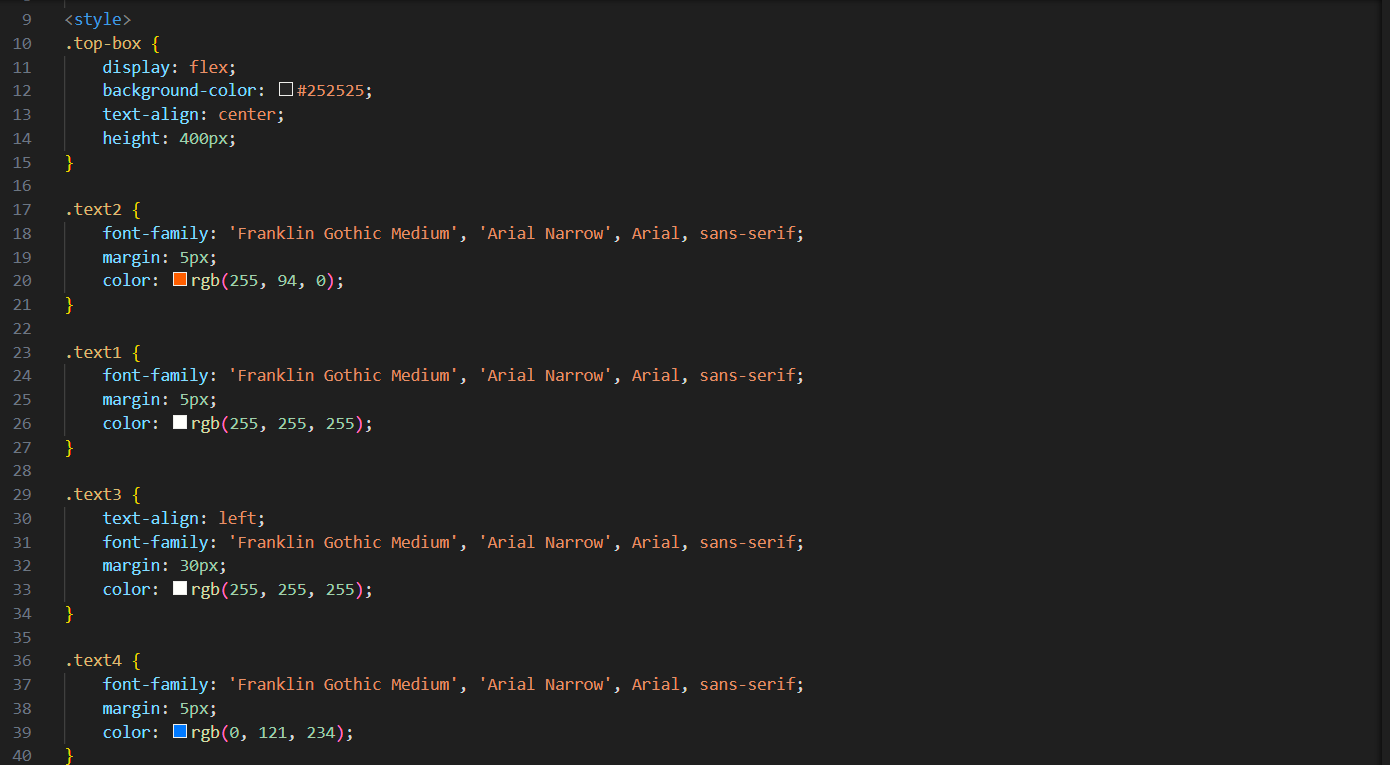 9 <style>
10 .top-box {
11     display: flex;
12     background-color: #252525;
13     text-align: center;
14     height: 400px;
15 }
16
17 .text2 {
18     font-family: 'Franklin Gothic Medium', 'Arial Narrow', Arial, sans-serif;
19     margin: 5px;
20     color: rgb(255, 94, 0);
21 }
22
23 .text1 {
24     font-family: 'Franklin Gothic Medium', 'Arial Narrow', Arial, sans-serif;
25     margin: 5px;
26     color: rgb(255, 255, 255);
27 }
28
29 .text3 {
30     text-align: left;
31     font-family: 'Franklin Gothic Medium', 'Arial Narrow', Arial, sans-serif;
32     margin: 30px;
33     color: rgb(255, 255, 255);
34 }
35
36 .text4 {
37     font-family: 'Franklin Gothic Medium', 'Arial Narrow', Arial, sans-serif;
38     margin: 5px;
39     color: rgb(0, 121, 234);
40 }